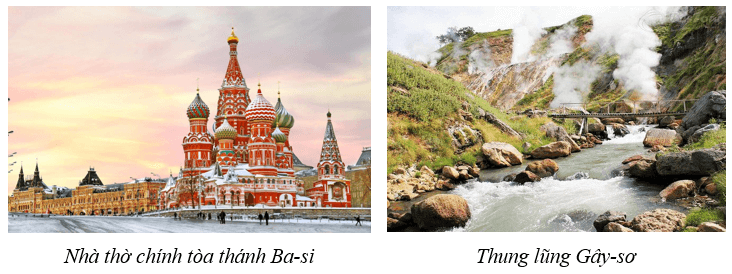 Nhà thờ chính tòa thánh Ba-si
Thung lũng Gây-sơ